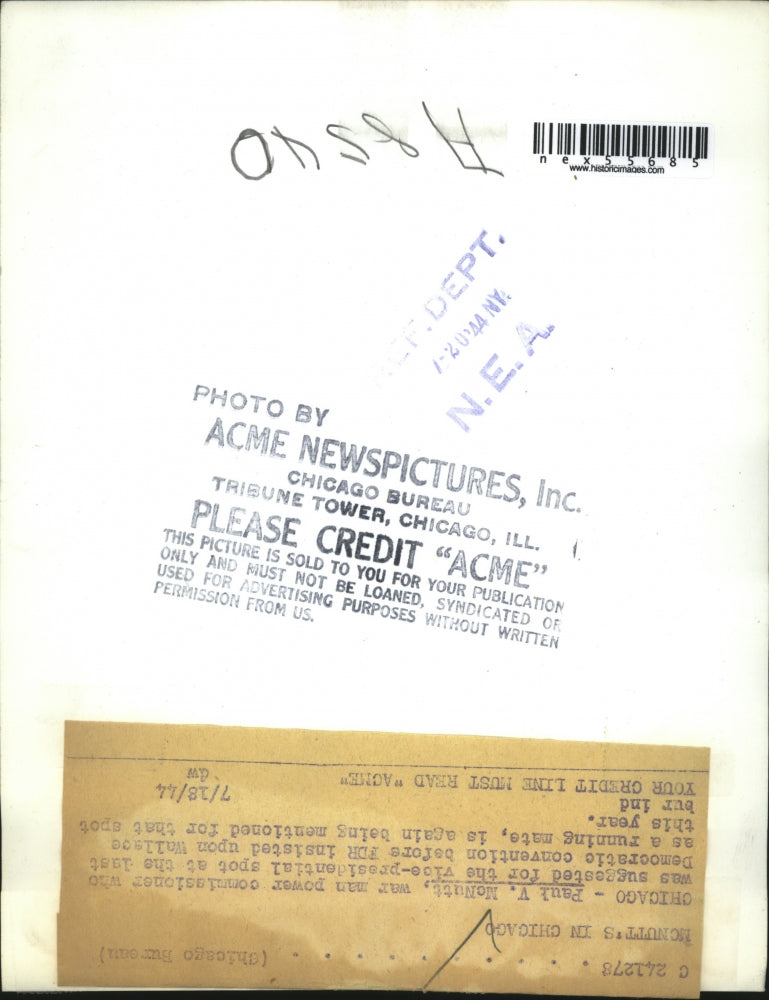 A 8540
nex55685
www.historicimages.com
REF. DEPT.
7-20-44 NY.
N.E.A.
PHOTO BY
ACME NEWSPICTURES, Inc.
CHICAGO BUREAU
TRIBUNE TOWER, CHICAGO, ILL.
PLEASE CREDIT "ACME"
THIS PICTURE IS SOLD TO YOU FOR YOUR PUBLICATION
ONLY AND MUST NOT BE LOANED, SYNDICATED OR
USED FOR ADVERTISING PURPOSES WITHOUT WRITTEN
PERMISSION FROM US.
C 241278 . . . . . . . . . . . (Chicago Bureau)
MCNUTT'S IN CHICAGO
CHICAGO - Paul V. McNutt, war man power commissioner who
was suggested for the vice-presidential spot at the last
Democratic convention before FDR insisted upon Wallace
as a running mate, is again being mentioned for that spot
this year.
bur ind
YOUR CREDIT LINE MUST READ "ACME"
7/18/44
dw